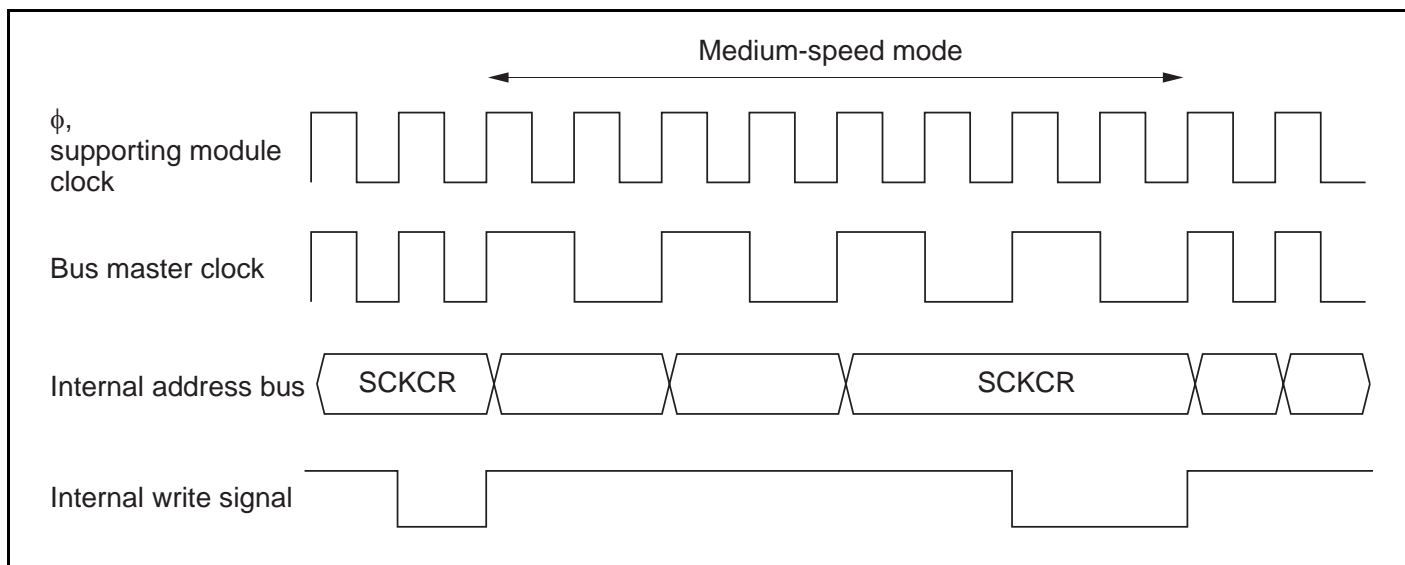 Medium-speed mode
ϕ,
supporting module
clock
Bus master clock
Internal address bus
SCKCR
SCKCR
Internal write signal